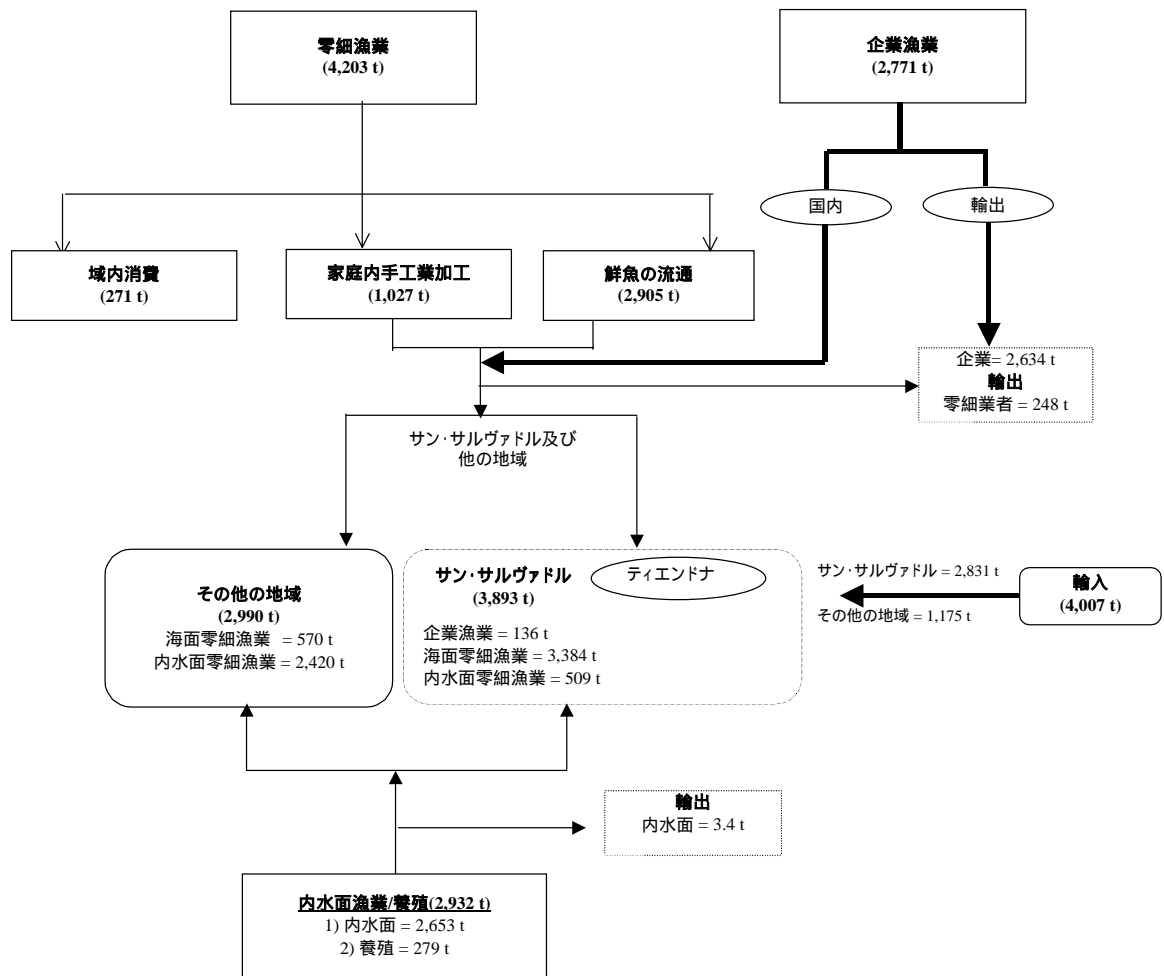 零細漁業
(4,203 t)
企業漁業
(2,771 t)
国内
輸出
域内消費
(271 t)
家庭内手工業加工
(1,027 t)
鮮魚の流通
(2,905 t)
企業= 2,634 t
輸出
零細業者 = 248 t
サン・サルヴァドル及び
他の地域
その他の地域
(2,990 t)
海面零細漁業 = 570 t
内水面零細漁業 = 2,420 t
サン・サルヴァドル
(3,893 t)
ティエンドナ
企業漁業 = 136 t
海面零細漁業 = 3,384 t
内水面零細漁業 = 509 t
サン・サルヴァドル = 2,831 t
その他の地域 = 1,175 t
輸入
(4,007 t)
輸出
内水面 = 3.4 t
内水面漁業/養殖(2,932 t)
1) 内水面 = 2,653 t
2) 養殖 = 279 t